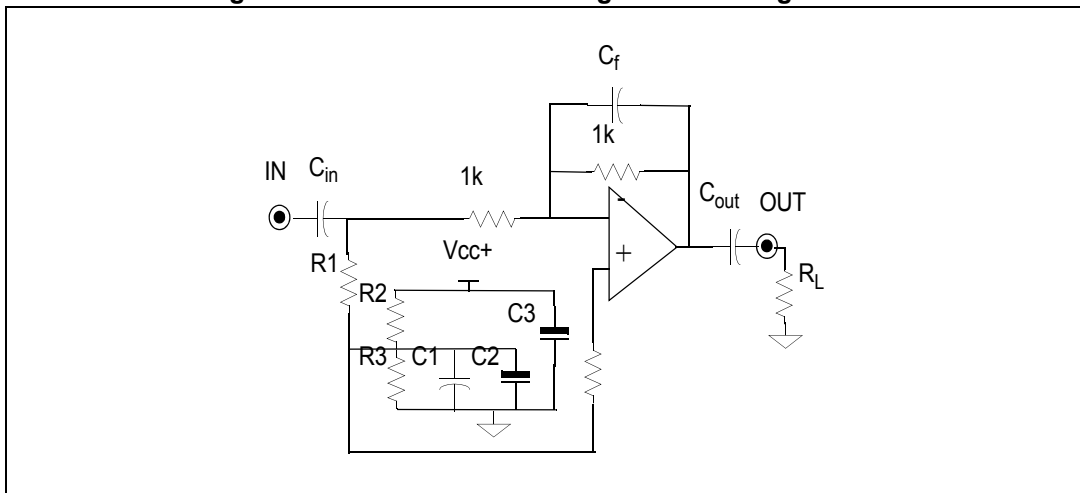 C_f
1k
IN
C_in
1k
C_out
OUT
Vcc+
-
+
R1
R2
R_L
C3
R3
C1
C2